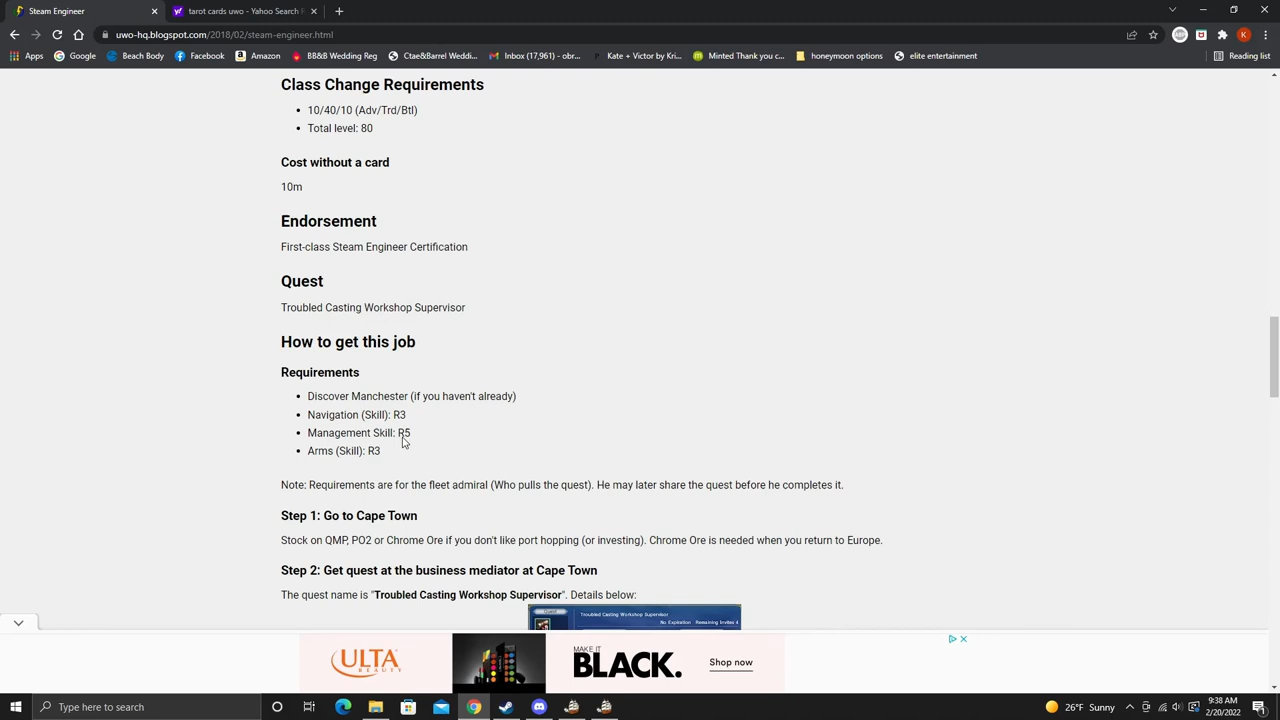 Steam Engineer
tarot cards uwo - Yahoo Search R
uwo-hq.blogspot.com/2018/02/steam-engineer.html
Apps
Google
Beach Body
Facebook
Amazon
BB&B Wedding Reg
Ctae&Barrel Weddi...
Inbox (17,961) - obr...
Kate + Victor by Kri...
Minted Thank you c...
honeymoon options
elite entertainment
Reading list
Class Change Requirements
• 10/40/10 (Adv/Trd/Btl)
• Total level: 80
Cost without a card
10m
Endorsement
First-class Steam Engineer Certification
Quest
Troubled Casting Workshop Supervisor
How to get this job
Requirements
• Discover Manchester (if you haven't already)
• Navigation (Skill): R3
• Management Skill: R5
• Arms (Skill): R3
Note: Requirements are for the fleet admiral (Who pulls the quest). He may later share the quest before he completes it.
Step 1: Go to Cape Town
Stock on QMP, PO2 or Chrome Ore if you don't like port hopping (or investing). Chrome Ore is needed when you return to Europe.
Step 2: Get quest at the business mediator at Cape Town
The quest name is "Troubled Casting Workshop Supervisor". Details below:
Quest
Troubled Casting Workshop Supervisor
No Expiration Remaining Invites 4
ULTA
BEAUTY
MAKE IT
BLACK.
Shop now
Type here to search
26°F Sunny
9:38 AM
2/20/2022